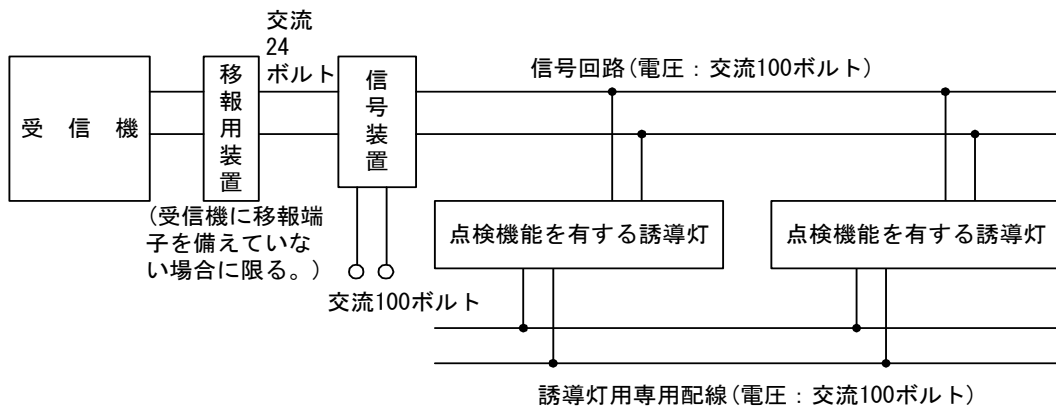 交流
24
ボルト
受信機
移報用装置
信号装置
信号回路(電圧：交流100ボルト)
(受信機に移報端
子を備えていな
い場合に限る。)
点検機能を有する誘導灯
点検機能を有する誘導灯
交流100ボルト
誘導灯用専用配線(電圧：交流100ボルト)